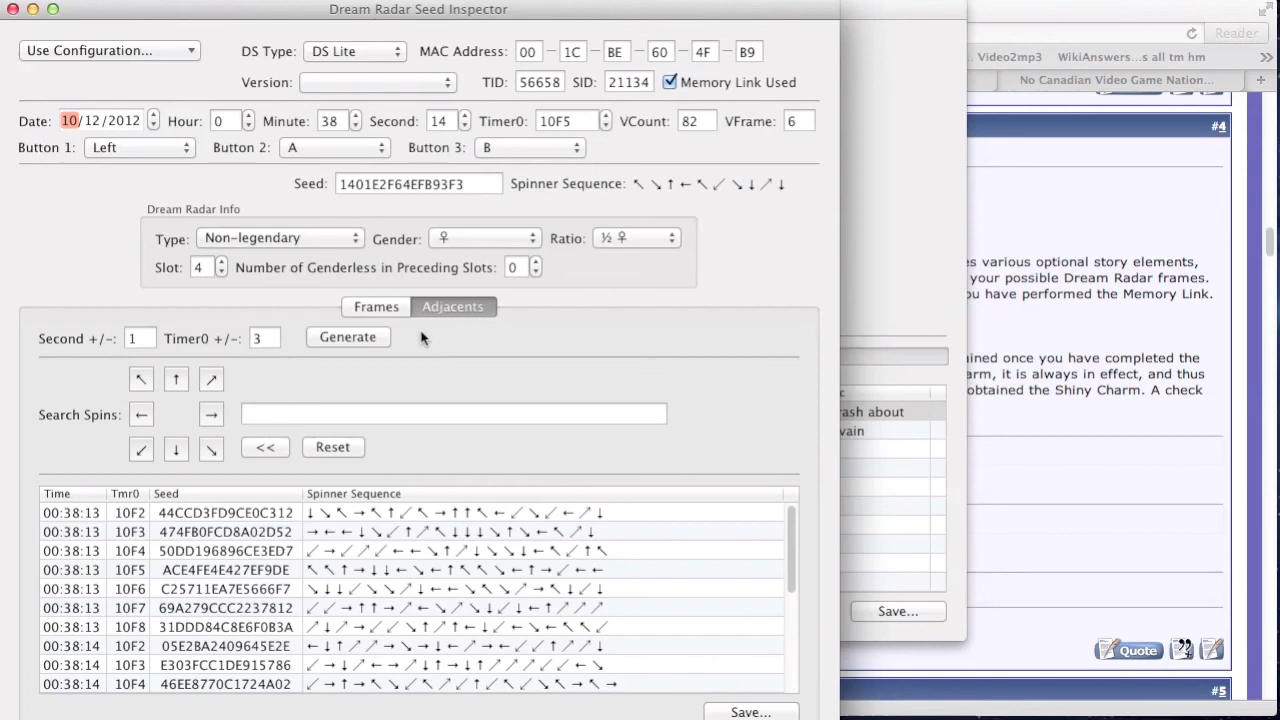 Dream Radar Seed Inspector
Use Configuration... DS Type: DS Lite MAC Address: 00 — 1C — BE — 60 — 4F — B9
Version: TID: 56658 SID: 21134 Memory Link Used
Date: 10/12/2012 Hour: 0 Minute: 38 Second: 14 Timer0: 10F5 VCount: 82 VFrame: 6
Button 1: Left Button 2: A Button 3: B
Seed: 1401E2F64EFB93F3 Spinner Sequence: ↖ ↘ ↑ ← ↖ ↙ ↘ ↓ ↗ ↓
Dream Radar Info
Type: Non-legendary Gender: ♀ Ratio: ½ ♀
Slot: 4 Number of Genderless in Preceding Slots: 0
Frames Adjacents
Second +/-: 1 Timer0 +/-: 3 Generate
↖ ↑ ↗
Search Spins: ← →
↙ ↓ ↘ << Reset
Time Tmr0 Seed Spinner Sequence
00:38:13 10F2 44CCD3FD9CE0C312
00:38:13 10F3 474FB0FCD8A02D52
00:38:13 10F4 50DD196896CE3ED7
00:38:13 10F5 ACE4FE4E427EF9DE
00:38:13 10F6 C25711EA7E5666F7
00:38:13 10F7 69A279CCC2237812
00:38:13 10F8 31DDD84C8E6F0B3A
00:38:14 10F2 05E2BA2409645E2E
00:38:14 10F3 E303FCC1DE915786
00:38:14 10F4 46EE8770C1724A02
Save...
rash about
vain
Save...
Reader
Video2mp3 WikiAnswers...s all tm hm >>
No Canadian Video Game Nation... +
#4
es various optional story elements,
your possible Dream Radar frames.
ou have performed the Memory Link.
ined once you have completed the
arm, it is always in effect, and thus
obtained the Shiny Charm. A check
Quote
#5